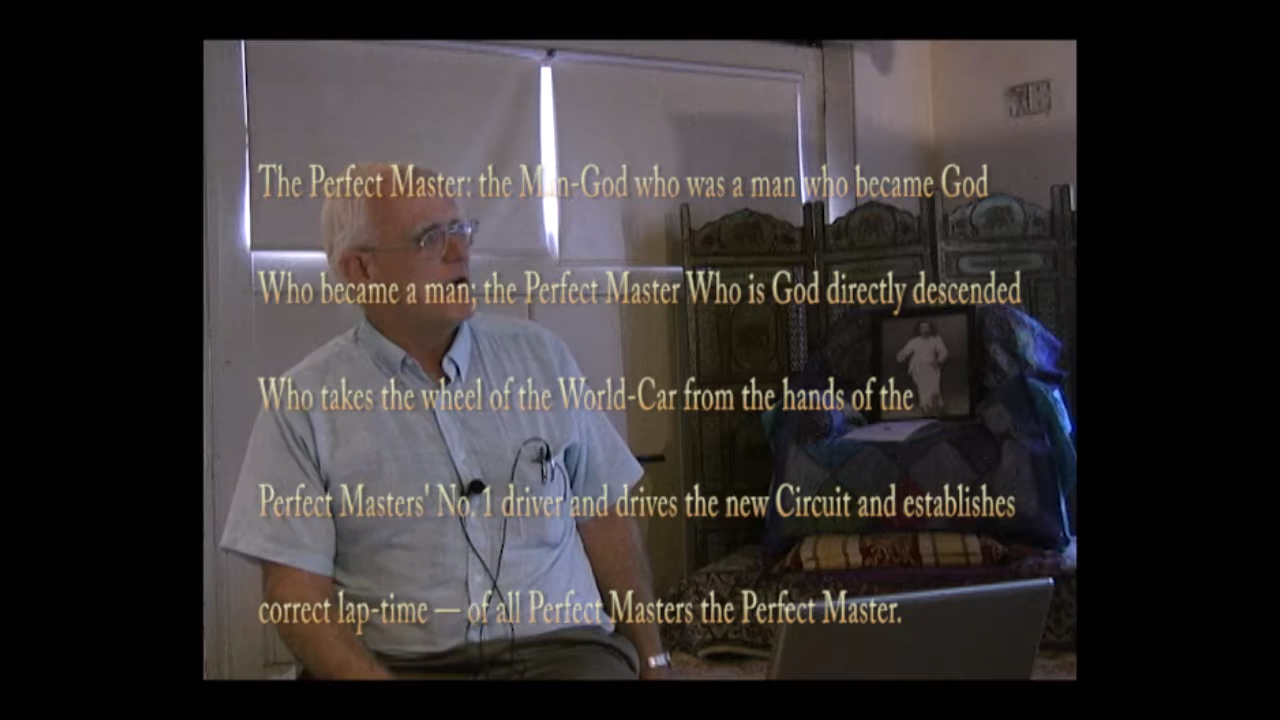 The Perfect Master: the Man-God who was a man who became God
Who became a man; the Perfect Master Who is God directly descended
Who takes the wheel of the World-Car from the hands of the
Perfect Masters' No. 1 driver and drives the new Circuit and establishes
correct lap-time — of all Perfect Masters the Perfect Master.